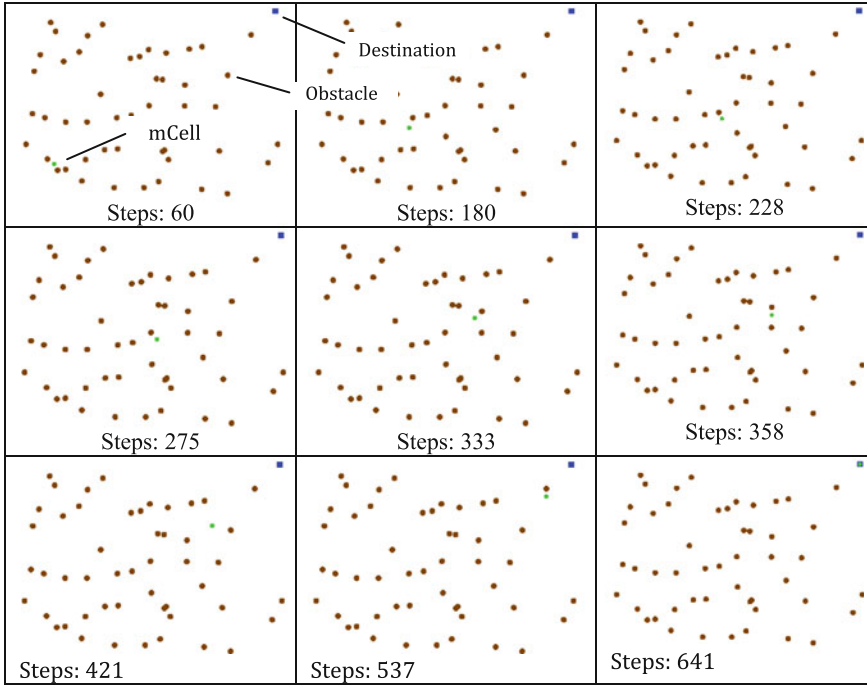 Destination
Obstacle
mCell
Steps: 60
Steps: 180
Steps: 228
Steps: 275
Steps: 333
Steps: 358
Steps: 421
Steps: 537
Steps: 641